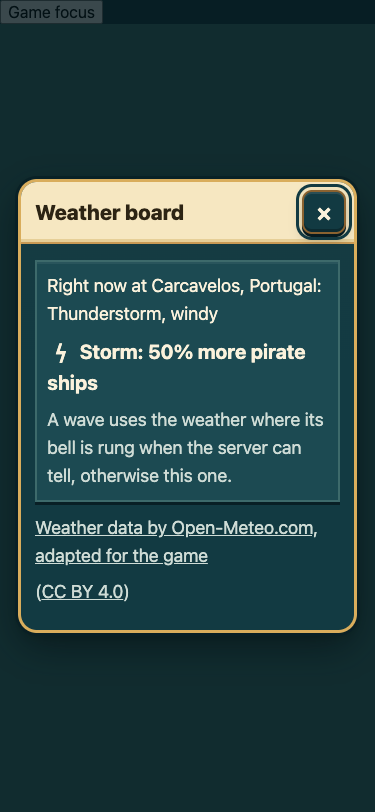 Game focus
Weather board
×
Right now at Carcavelos, Portugal:
Thunderstorm, windy
Storm: 50% more pirate
ships
A wave uses the weather where its
bell is rung when the server can
tell, otherwise this one.
Weather data by Open-Meteo.com,
adapted for the game
(CC BY 4.0)